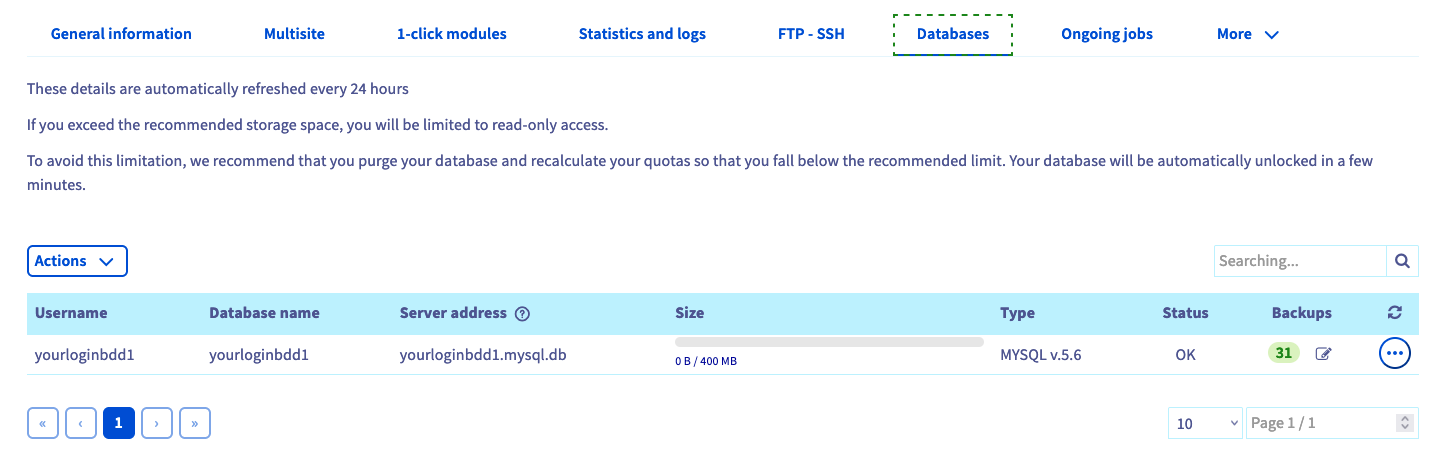 General information Multisite 1-click modules Statistics and logs FTP - SSH Databases Ongoing jobs More
These details are automatically refreshed every 24 hours
If you exceed the recommended storage space, you will be limited to read-only access.
To avoid this limitation, we recommend that you purge your database and recalculate your quotas so that you fall below the recommended limit. Your database will be automatically unlocked in a few
minutes.
Actions Searching...
Username Database name Server address ? Size Type Status Backups
yourloginbdd1 yourloginbdd1 yourloginbdd1.mysql.db 0 B / 400 MB MYSQL v.5.6 OK 31 ...
« ‹ 1 › » 10 Page 1 / 1